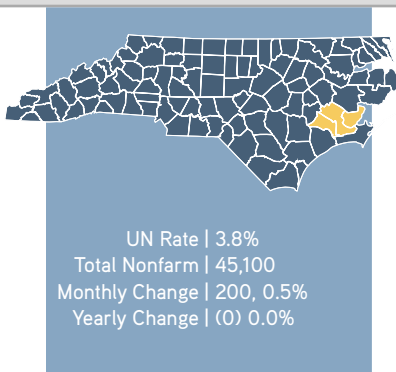 UN Rate | 3.8%
Total Nonfarm | 45,100
Monthly Change | 200, 0.5%
Yearly Change | (0) 0.0%